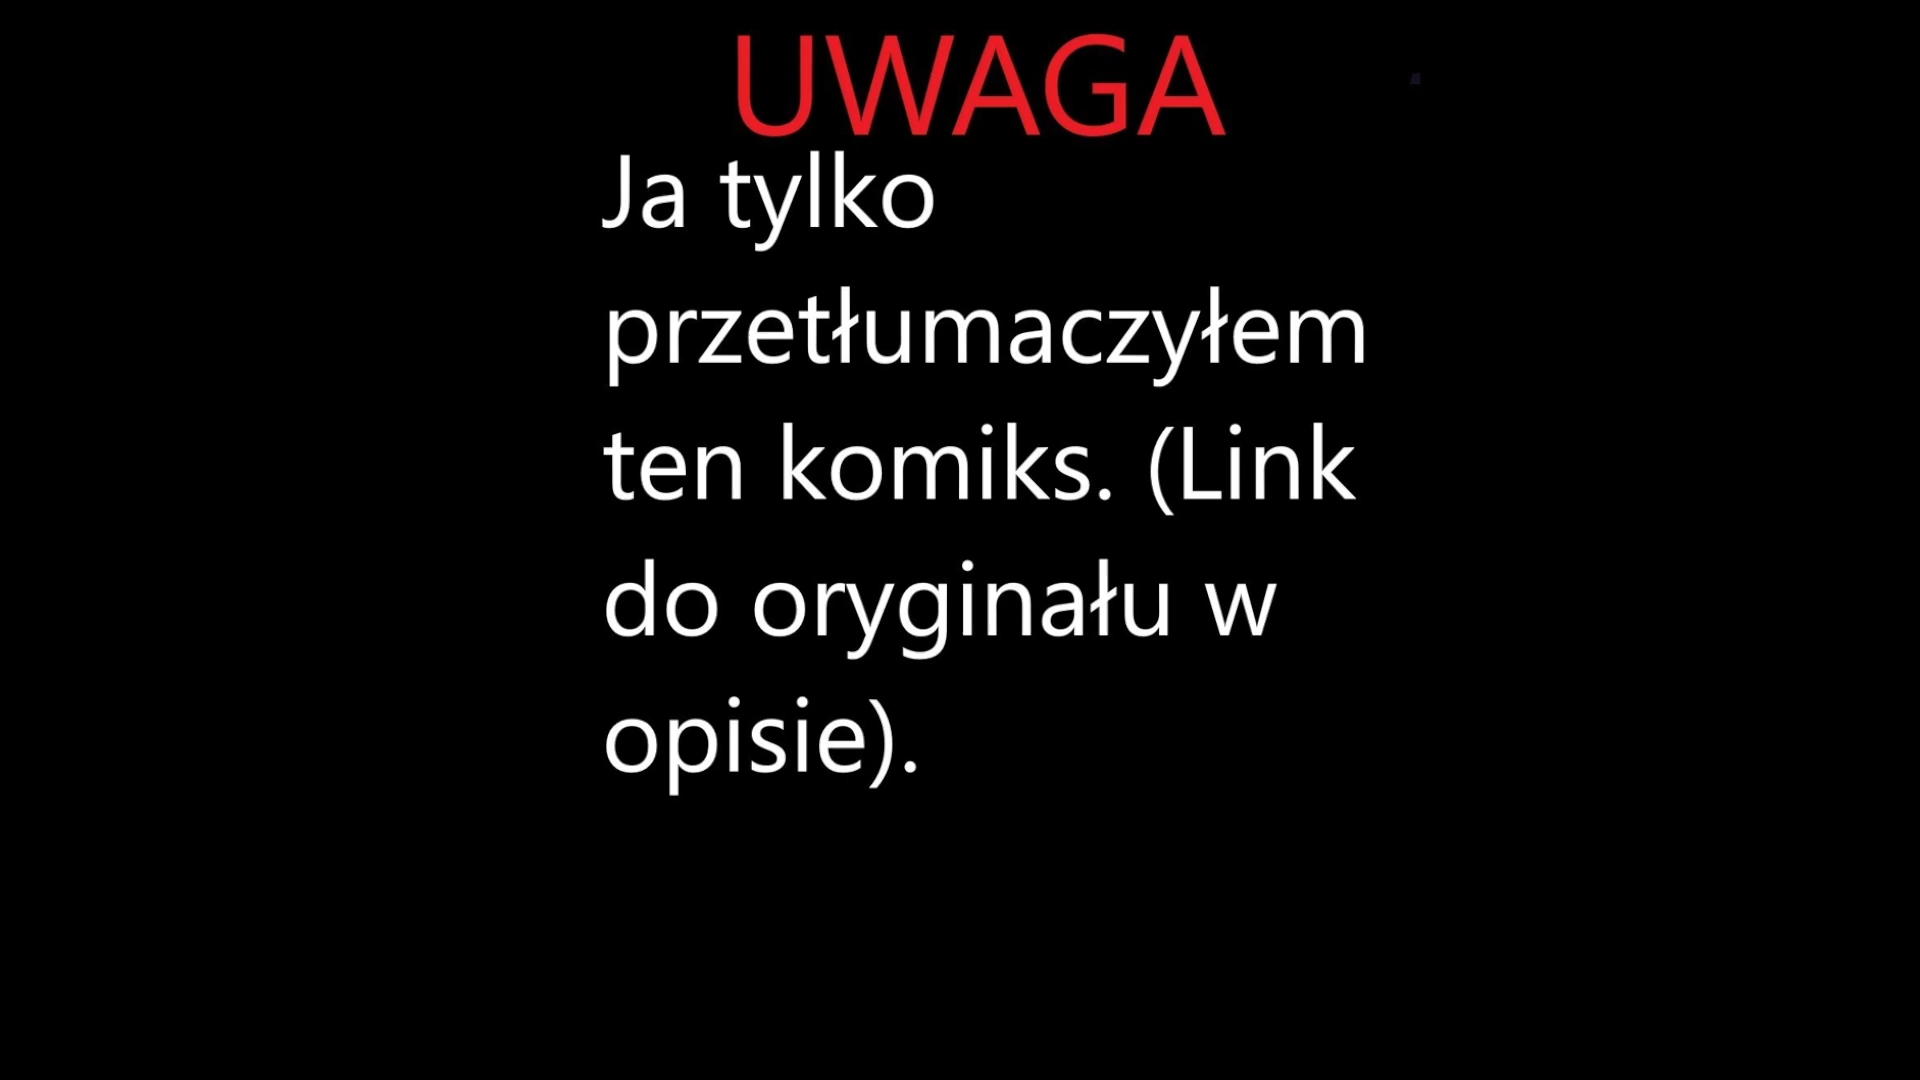 UWAGA
Ja tylko
przetłumaczyłem
ten komiks. (Link
do oryginału w
opisie).